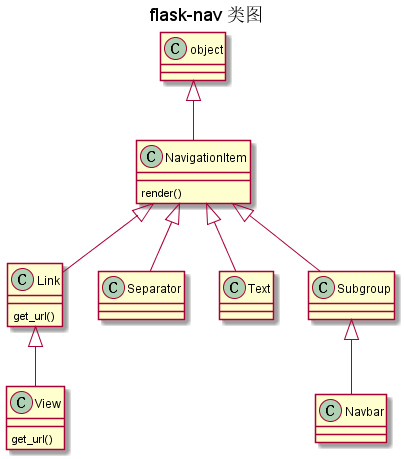 flask-nav 类图
C object
C NavigationItem
render()
C Link
get_url()
C Separator
C Text
C Subgroup
C View
get_url()
C Navbar